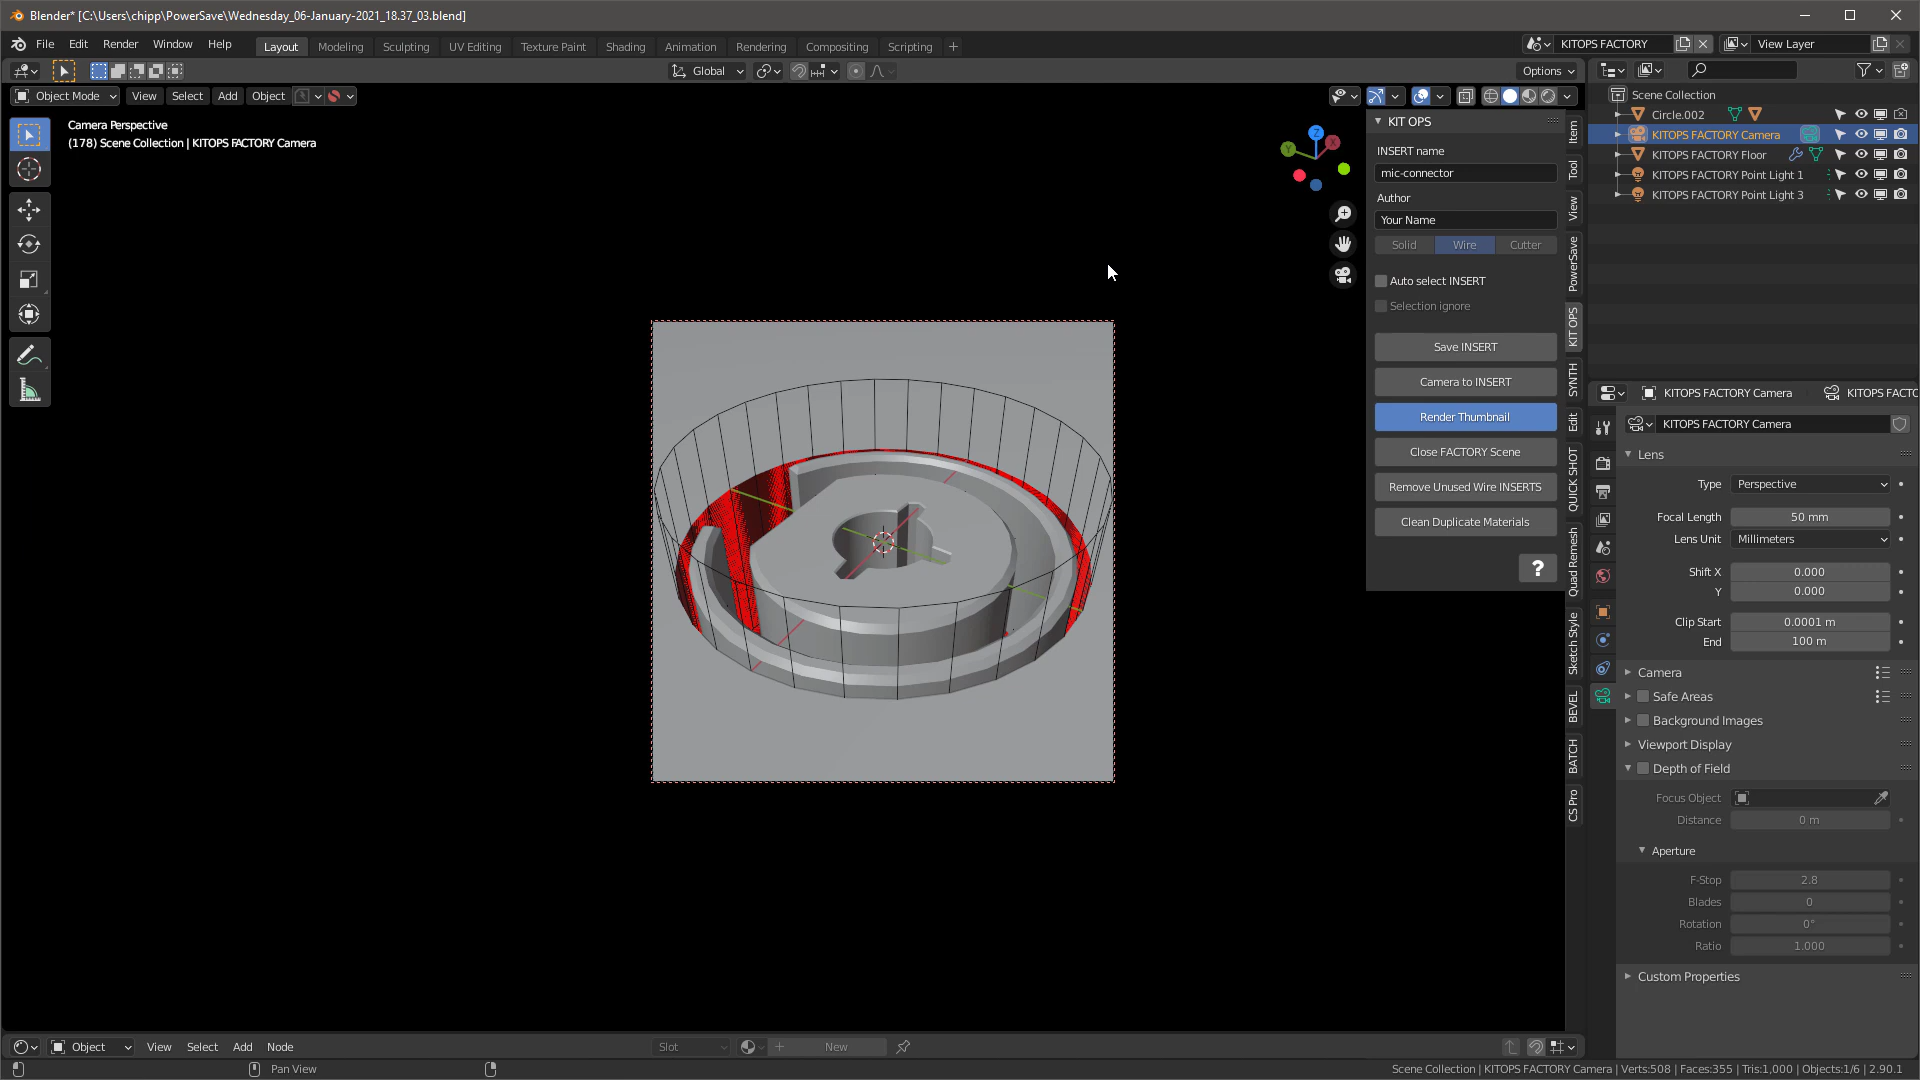 Blender* [C:\Users\chipp\PowerSave\Wednesday_06-January-2021_18.37_03.blend]
File Edit Render Window Help Layout Modeling Sculpting UV Editing Texture Paint Shading Animation Rendering Compositing Scripting + KITOPS FACTORY View Layer
Global Options
Object Mode View Select Add Object
Camera Perspective
(178) Scene Collection | KITOPS FACTORY Camera
Z
Y
X
KIT OPS
INSERT name
mic-connector
Author
Your Name
Solid Wire Cutter
Auto select INSERT
Selection ignore
Save INSERT
Camera to INSERT
Render Thumbnail
Close FACTORY Scene
Remove Unused Wire INSERTS
Clean Duplicate Materials
?
Item
Tool
View
PowerSave
KIT OPS
SYNTH
Edit
QUICK SHOT
Quad Remesh
Sketch Style
BEVEL
BATCH
CS Pro
Scene Collection
Circle.002
KITOPS FACTORY Camera
KITOPS FACTORY Floor
KITOPS FACTORY Point Light 1
KITOPS FACTORY Point Light 3
KITOPS FACTORY Camera KITOPS FACTC
KITOPS FACTORY Camera
Lens
Type Perspective
Focal Length 50 mm
Lens Unit Millimeters
Shift X 0.000
Y 0.000
Clip Start 0.0001 m
End 100 m
Camera
Safe Areas
Background Images
Viewport Display
Depth of Field
Focus Object
Distance 0 m
Aperture
F-Stop 2.8
Blades 0
Rotation 0°
Ratio 1.000
Custom Properties
Object View Select Add Node Slot + New
Pan View
Scene Collection | KITOPS FACTORY Camera | Verts:508 | Faces:355 | Tris:1,000 | Objects:1/6 | 2.90.1